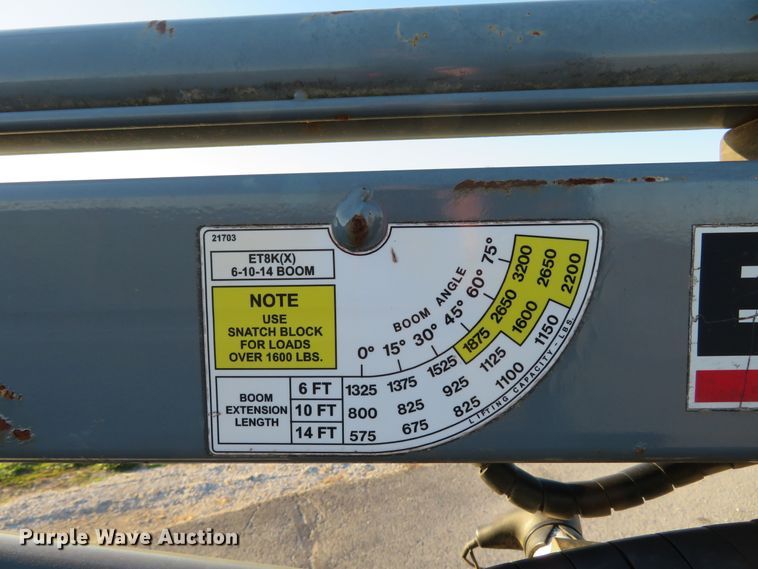 21703
ET8K(X)
6-10-14 BOOM
NOTE
USE
SNATCH BLOCK
FOR LOADS
OVER 1600 LBS.
BOOM ANGLE
0° 15° 30° 45° 60° 75°
BOOM
EXTENSION
LENGTH
6 FT 1325 1375 1525 1875 2650 3200
10 FT 800 825 925 1125 1600 2650
14 FT 575 675 825 1100 1150 2200
LIFTING CAPACITY - LBS.
E
Purple Wave Auction